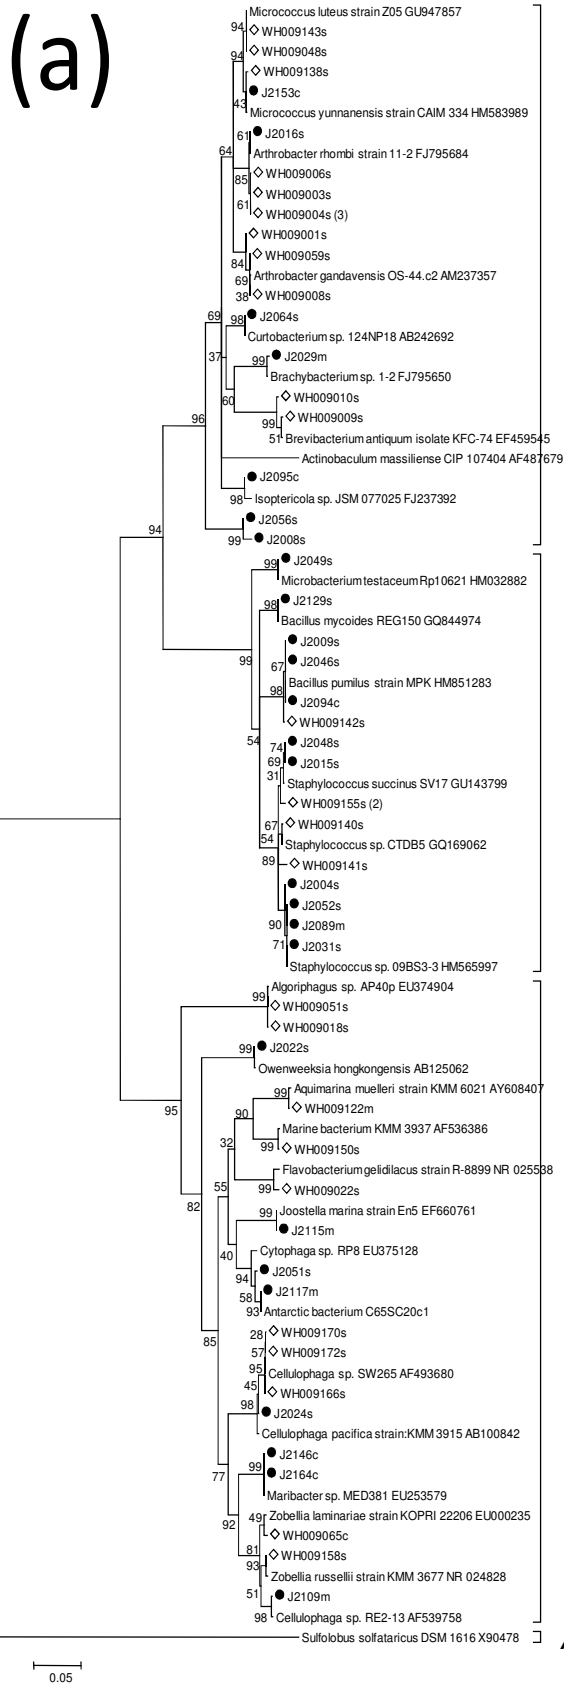 (a)
Micrococcus luteus strain Z05 GU947857
94
WH009143s
WH009048s
94
WH009138s
J2153c
43
Micrococcus yunnanensis strain CAIM 334 HM583989
61
J2016s
64
Arthrobacter rhombi strain 11-2 FJ795684
WH009006s
85
WH009003s
61
WH009004s (3)
WH009001s
WH009059s
84
Arthrobacter gandavensis OS-44.c2 AM237357
69
38
WH009008s
69
98
J2064s
Curtobacterium sp. 124NP18 AB242692
37
99
J2029m
Brachybacterium sp. 1-2 FJ795650
60
WH009010s
96
99
WH009009s
51
Brevibacterium antiquum isolate KFC-74 EF459545
Actinobaculum massiliense CIP 107404 AF487679
J2095c
98
Isoptericola sp. JSM 077025 FJ237392
J2056s
94
99
J2008s
99
J2049s
Microbacterium testaceum Rp10621 HM032882
98
J2129s
Bacillus mycoides REG150 GQ844974
J2009s
99
67
J2046s
Bacillus pumilus strain MPK HM851283
98
J2094c
WH009142s
54
74
J2048s
69
J2015s
31
Staphylococcus succinus SV17 GU143799
WH009155s (2)
67
WH009140s
54
Staphylococcus sp. CTDB5 GQ169062
89
WH009141s
J2004s
J2052s
90
J2089m
71
J2031s
Staphylococcus sp. 09BS3-3 HM565997
Algoriphagus sp. AP40p EU374904
99
WH009051s
WH009018s
99
J2022s
Owenweeksia hongkongensis AB125062
99
Aquimarina muelleri strain KMM 6021 AY608407
95
90
WH009122m
Marine bacterium KMM 3937 AF536386
32
99
WH009150s
Flavobacterium gelidilacus strain R-8899 NR 025538
55
99
WH009022s
82
99
Joostella marina strain En5 EF660761
J2115m
40
Cytophaga sp. RP8 EU375128
94
J2051s
58
J2117m
93
Antarctic bacterium C65SC20c1
85
28
WH009170s
57
WH009172s
95
Cellulophaga sp. SW265 AF493680
45
WH009166s
98
J2024s
Cellulophaga pacifica strain:KMM 3915 AB100842
J2146c
99
J2164c
77
Maribacter sp. MED381 EU253579
92
49
Zobellia laminariae strain KOPRI 22206 EU000235
WH009065c
81
WH009158s
93
Zobellia russellii strain KMM 3677 NR 024828
51
J2109m
98
Cellulophaga sp. RE2-13 AF539758
Sulfolobus solfataricus DSM 1616 X90478
0.05